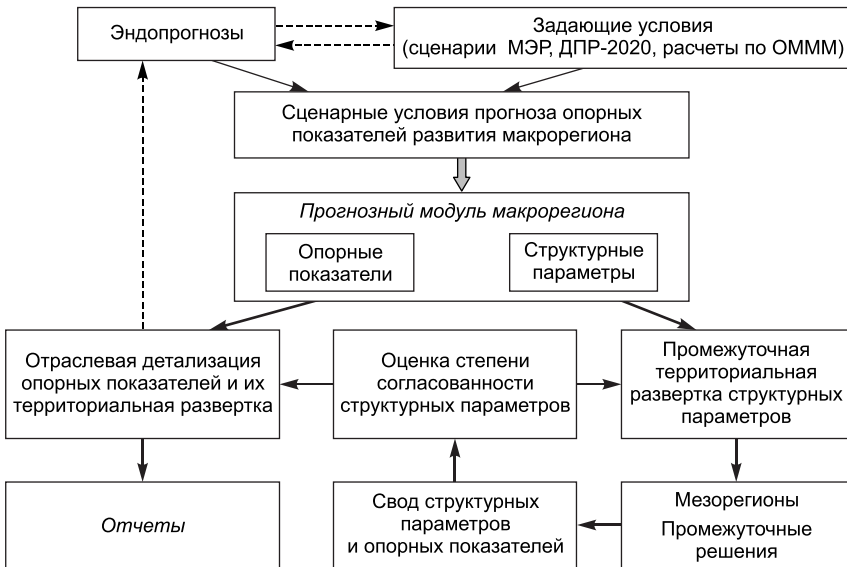 Эндопрогнозы
Задающие условия
(сценарии МЭР, ДПР-2020, расчеты по ОМММ)
Сценарные условия прогноза опорных
показателей развития макрорегиона
Прогнозный модуль макрорегиона
Опорные
показатели
Структурные
параметры
Отраслевая детализация
опорных показателей и их
территориальная развертка
Оценка степени
согласованности
структурных параметров
Промежуточная
территориальная
развертка структурных
параметров
Отчеты
Свод структурных
параметров
и опорных показателей
Мезорегионы
Промежуточные
решения